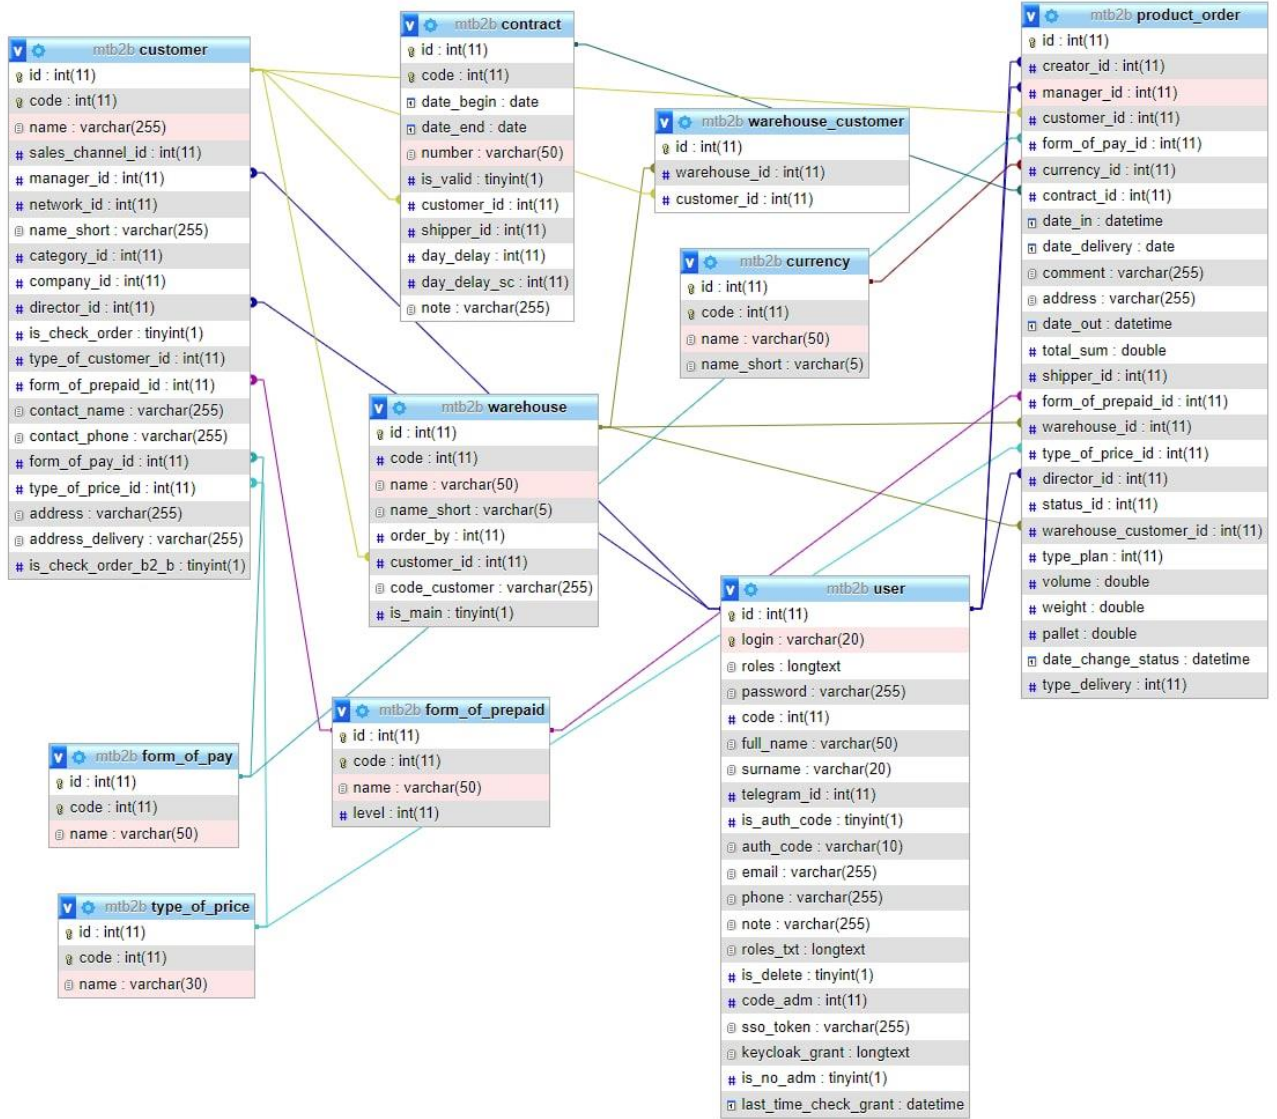 mtb2b customer
id : int(11)
code : int(11)
name : varchar(255)
sales_channel_id : int(11)
manager_id : int(11)
network_id : int(11)
name_short : varchar(255)
category_id : int(11)
company_id : int(11)
director_id : int(11)
is_check_order : tinyint(1)
type_of_customer_id : int(11)
form_of_prepaid_id : int(11)
contact_name : varchar(255)
contact_phone : varchar(255)
form_of_pay_id : int(11)
type_of_price_id : int(11)
address : varchar(255)
address_delivery : varchar(255)
is_check_order_b2_b : tinyint(1)
mtb2b contract
id : int(11)
code : int(11)
date_begin : date
date_end : date
number : varchar(50)
is_valid : tinyint(1)
customer_id : int(11)
shipper_id : int(11)
day_delay : int(11)
day_delay_sc : int(11)
note : varchar(255)
mtb2b warehouse_customer
id : int(11)
warehouse_id : int(11)
customer_id : int(11)
mtb2b currency
id : int(11)
code : int(11)
name : varchar(50)
name_short : varchar(5)
mtb2b product_order
id : int(11)
creator_id : int(11)
manager_id : int(11)
customer_id : int(11)
form_of_pay_id : int(11)
currency_id : int(11)
contract_id : int(11)
date_in : datetime
date_delivery : date
comment : varchar(255)
address : varchar(255)
date_out : datetime
total_sum : double
shipper_id : int(11)
form_of_prepaid_id : int(11)
warehouse_id : int(11)
type_of_price_id : int(11)
director_id : int(11)
status_id : int(11)
warehouse_customer_id : int(11)
type_plan : int(11)
volume : double
weight : double
pallet : double
date_change_status : datetime
type_delivery : int(11)
mtb2b warehouse
id : int(11)
code : int(11)
name : varchar(50)
name_short : varchar(5)
order_by : int(11)
customer_id : int(11)
code_customer : varchar(255)
is_main : tinyint(1)
mtb2b user
id : int(11)
login : varchar(20)
roles : longtext
password : varchar(255)
code : int(11)
full_name : varchar(50)
surname : varchar(20)
telegram_id : int(11)
is_auth_code : tinyint(1)
auth_code : varchar(10)
email : varchar(255)
phone : varchar(255)
note : varchar(255)
roles_txt : longtext
is_delete : tinyint(1)
code_adm : int(11)
sso_token : varchar(255)
keycloak_grant : longtext
is_no_adm : tinyint(1)
last_time_check_grant : datetime
mtb2b form_of_prepaid
id : int(11)
code : int(11)
name : varchar(50)
level : int(11)
mtb2b form_of_pay
id : int(11)
code : int(11)
name : varchar(50)
mtb2b type_of_price
id : int(11)
code : int(11)
name : varchar(30)